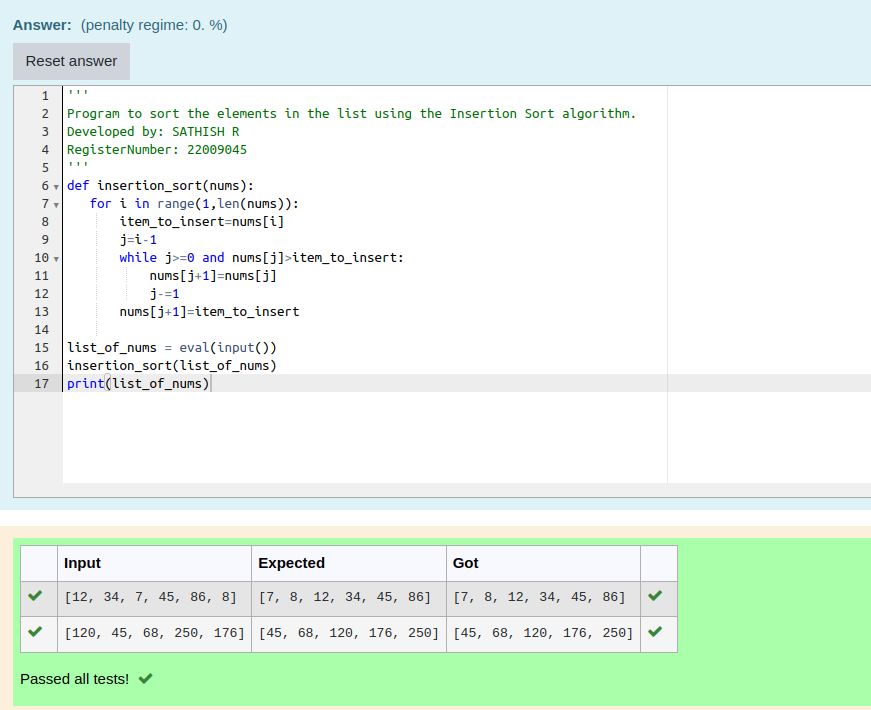 Answer: (penalty regime: 0. %)
Reset answer
1 '''
2 Program to sort the elements in the list using the Insertion Sort algorithm.
3 Developed by: SATHISH R
4 RegisterNumber: 22009045
5 '''
6 def insertion_sort(nums):
7    for i in range(1,len(nums)):
8        item_to_insert=nums[i]
9        j=i-1
10        while j>=0 and nums[j]>item_to_insert:
11            nums[j+1]=nums[j]
12            j-=1
13        nums[j+1]=item_to_insert
14
15 list_of_nums = eval(input())
16 insertion_sort(list_of_nums)
17 print(list_of_nums)
Input Expected Got
[12, 34, 7, 45, 86, 8] [7, 8, 12, 34, 45, 86] [7, 8, 12, 34, 45, 86]
[120, 45, 68, 250, 176] [45, 68, 120, 176, 250] [45, 68, 120, 176, 250]
Passed all tests!